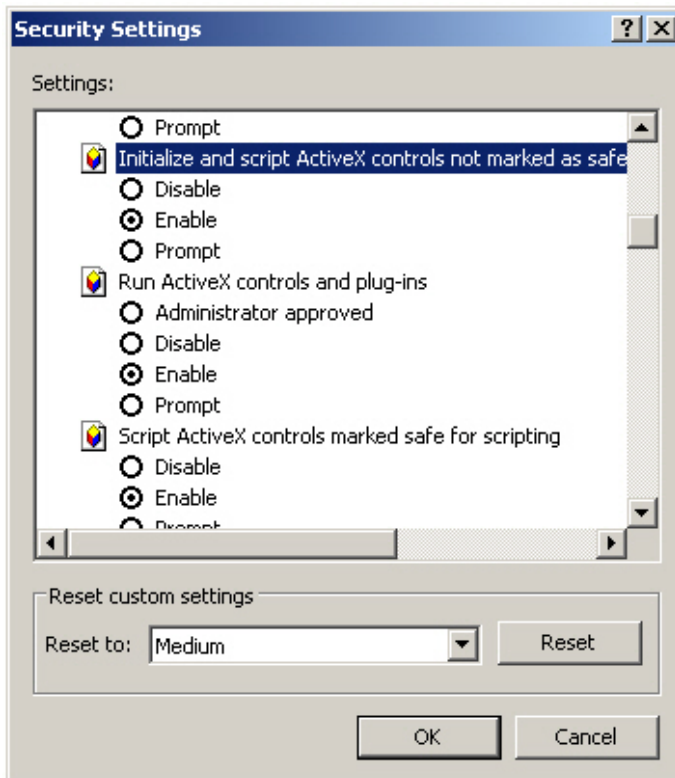 Security Settings
Settings:
Prompt
Initialize and script ActiveX controls not marked as safe
Disable
Enable
Prompt
Run ActiveX controls and plug-ins
Administrator approved
Disable
Enable
Prompt
Script ActiveX controls marked safe for scripting
Disable
Enable
Prompt
Reset custom settings
Reset to: Medium Reset
OK Cancel